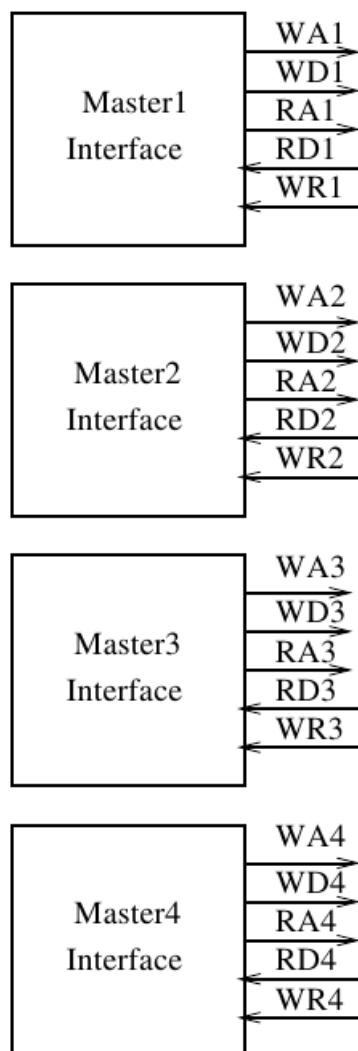 WA1
WD1
Master1
RA1
Interface
RD1
WR1
WA2
WD2
Master2
RA2
Interface
RD2
WR2
WA3
WD3
Master3
RA3
Interface
RD3
WR3
WA4
WD4
Master4
RA4
Interface
RD4
WR4